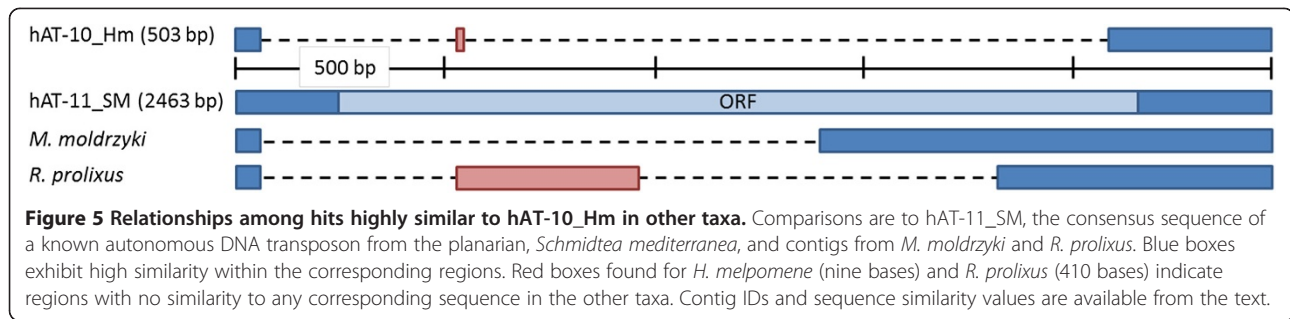 hAT-10_Hm (503 bp)
500 bp
hAT-11_SM (2463 bp)
ORF
M. moldrzyki
R. prolixus
Figure 5 Relationships among hits highly similar to hAT-10_Hm in other taxa. Comparisons are to hAT-11_SM, the consensus sequence of
a known autonomous DNA transposon from the planarian, Schmidtea mediterranea, and contigs from M. moldrzyki and R. prolixus. Blue boxes
exhibit high similarity within the corresponding regions. Red boxes found for H. melpomene (nine bases) and R. prolixus (410 bases) indicate
regions with no similarity to any corresponding sequence in the other taxa. Contig IDs and sequence similarity values are available from the text.